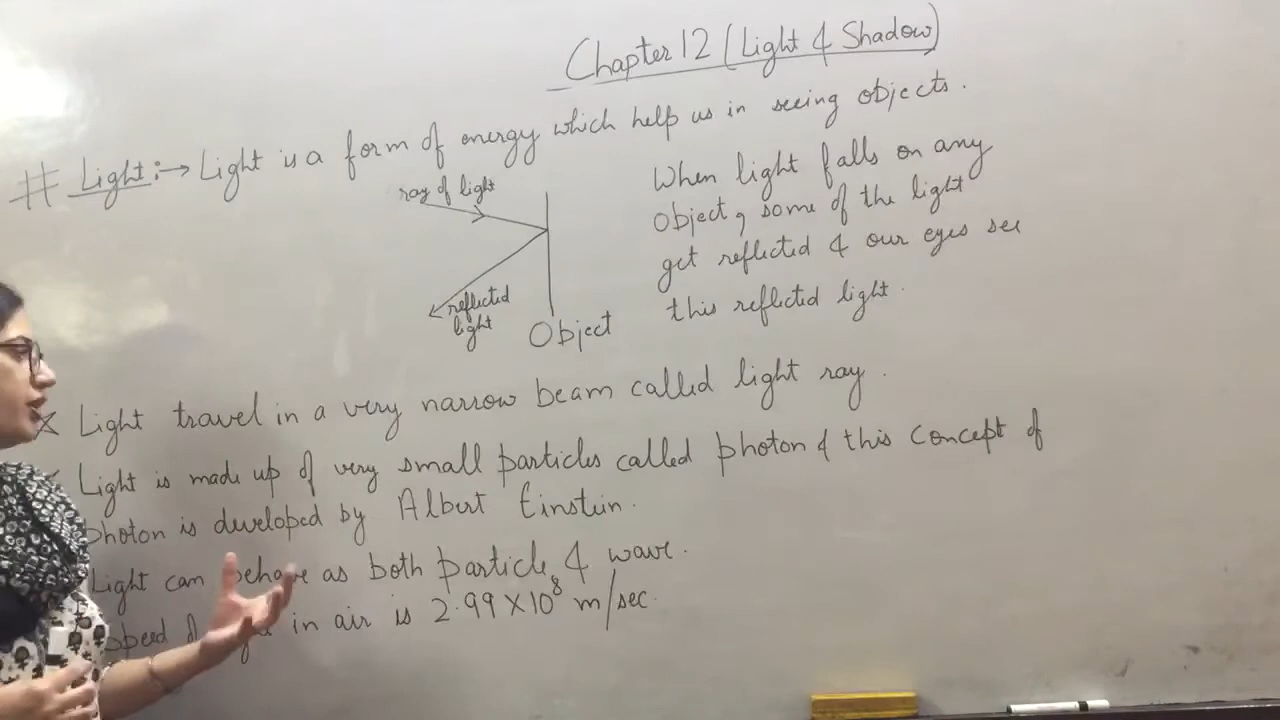 Chapter 12 (Light & Shadow)
# Light :→ Light is a form of energy which help us in seeing objects.
ray of light
reflected
light
Object
When light falls on any
object, some of the light
get reflected & our eyes see
this reflected light.
Light travel in a very narrow beam called light ray.
Light is made up of very small particles called photon & this concept of
photon is developed by Albert Einstein.
Light can behave as both particle & wave.
speed in air is 2.99 X 10⁸ m/sec.